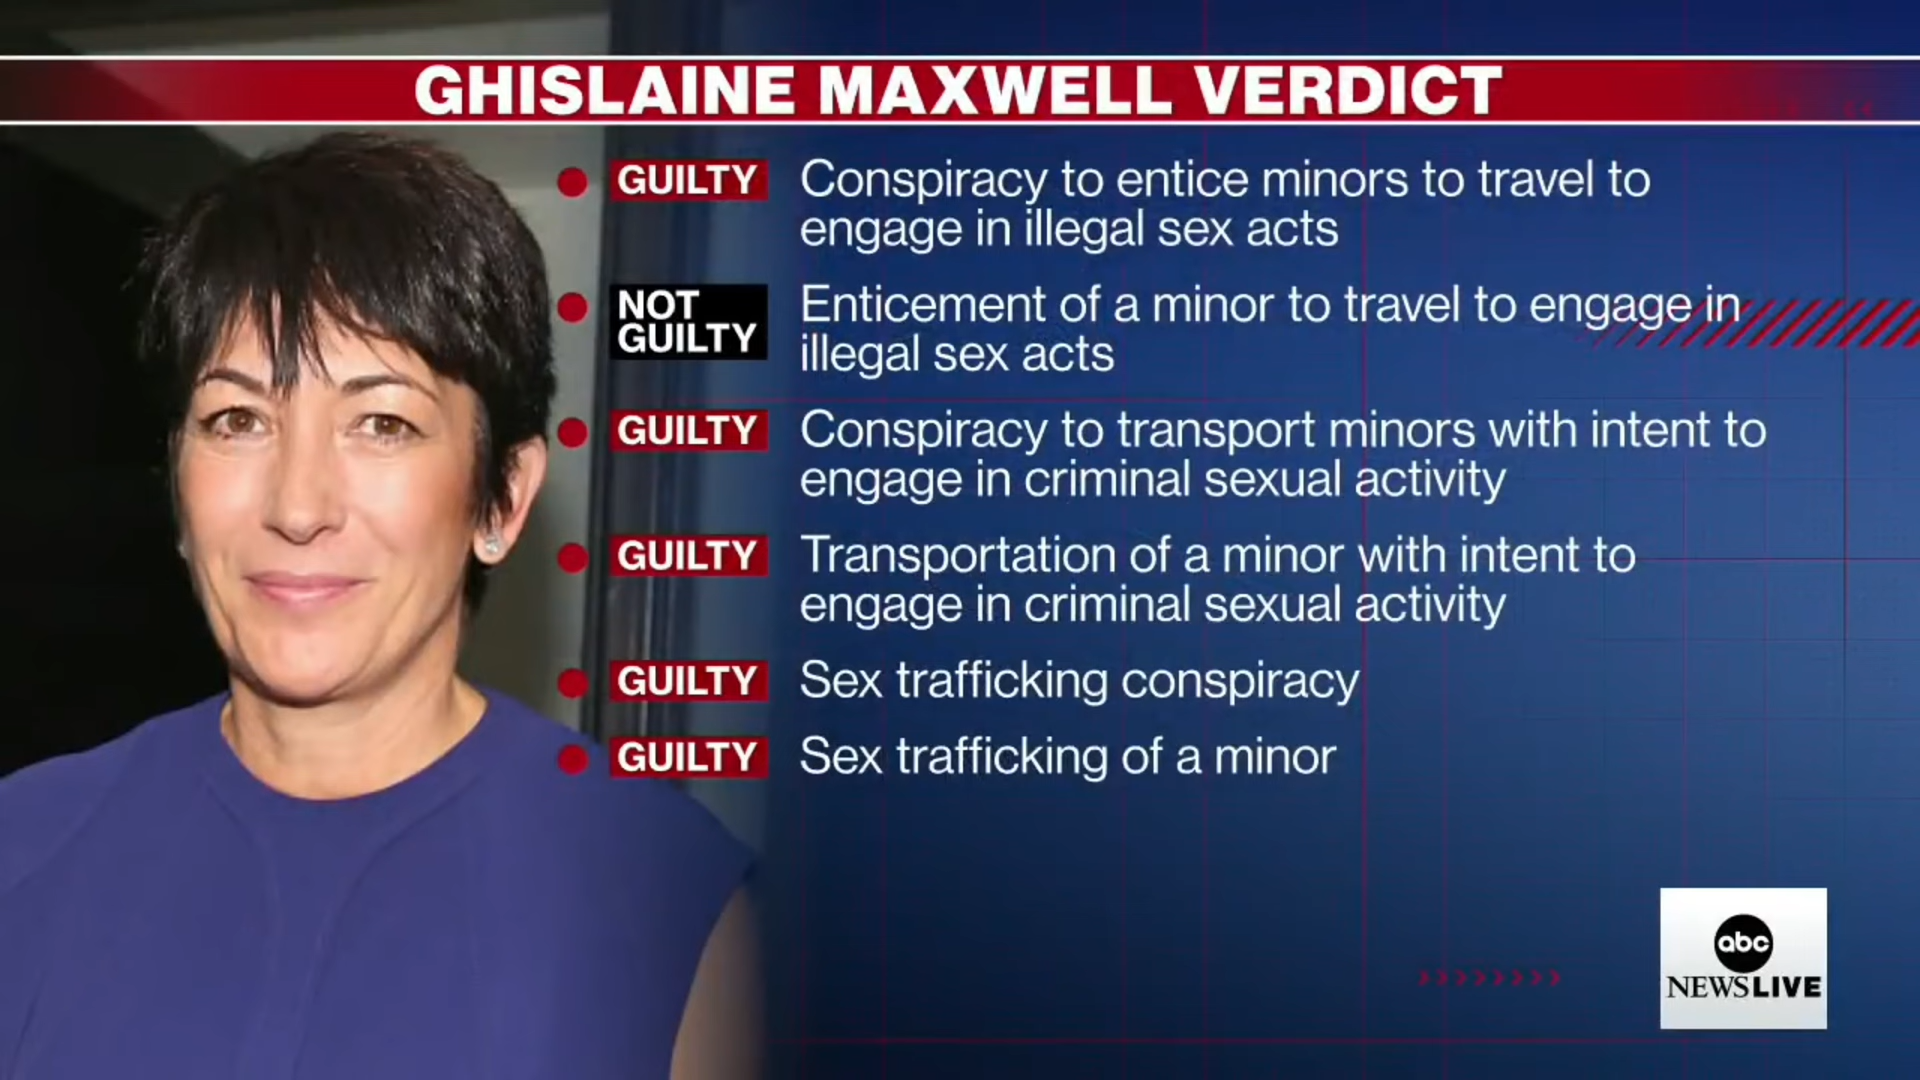 GHISLAINE MAXWELL VERDICT
GUILTY Conspiracy to entice minors to travel to
engage in illegal sex acts
NOT
GUILTY
Enticement of a minor to travel to engage in
illegal sex acts
GUILTY Conspiracy to transport minors with intent to
engage in criminal sexual activity
GUILTY Transportation of a minor with intent to
engage in criminal sexual activity
GUILTY Sex trafficking conspiracy
GUILTY Sex trafficking of a minor
abc
NEWS LIVE